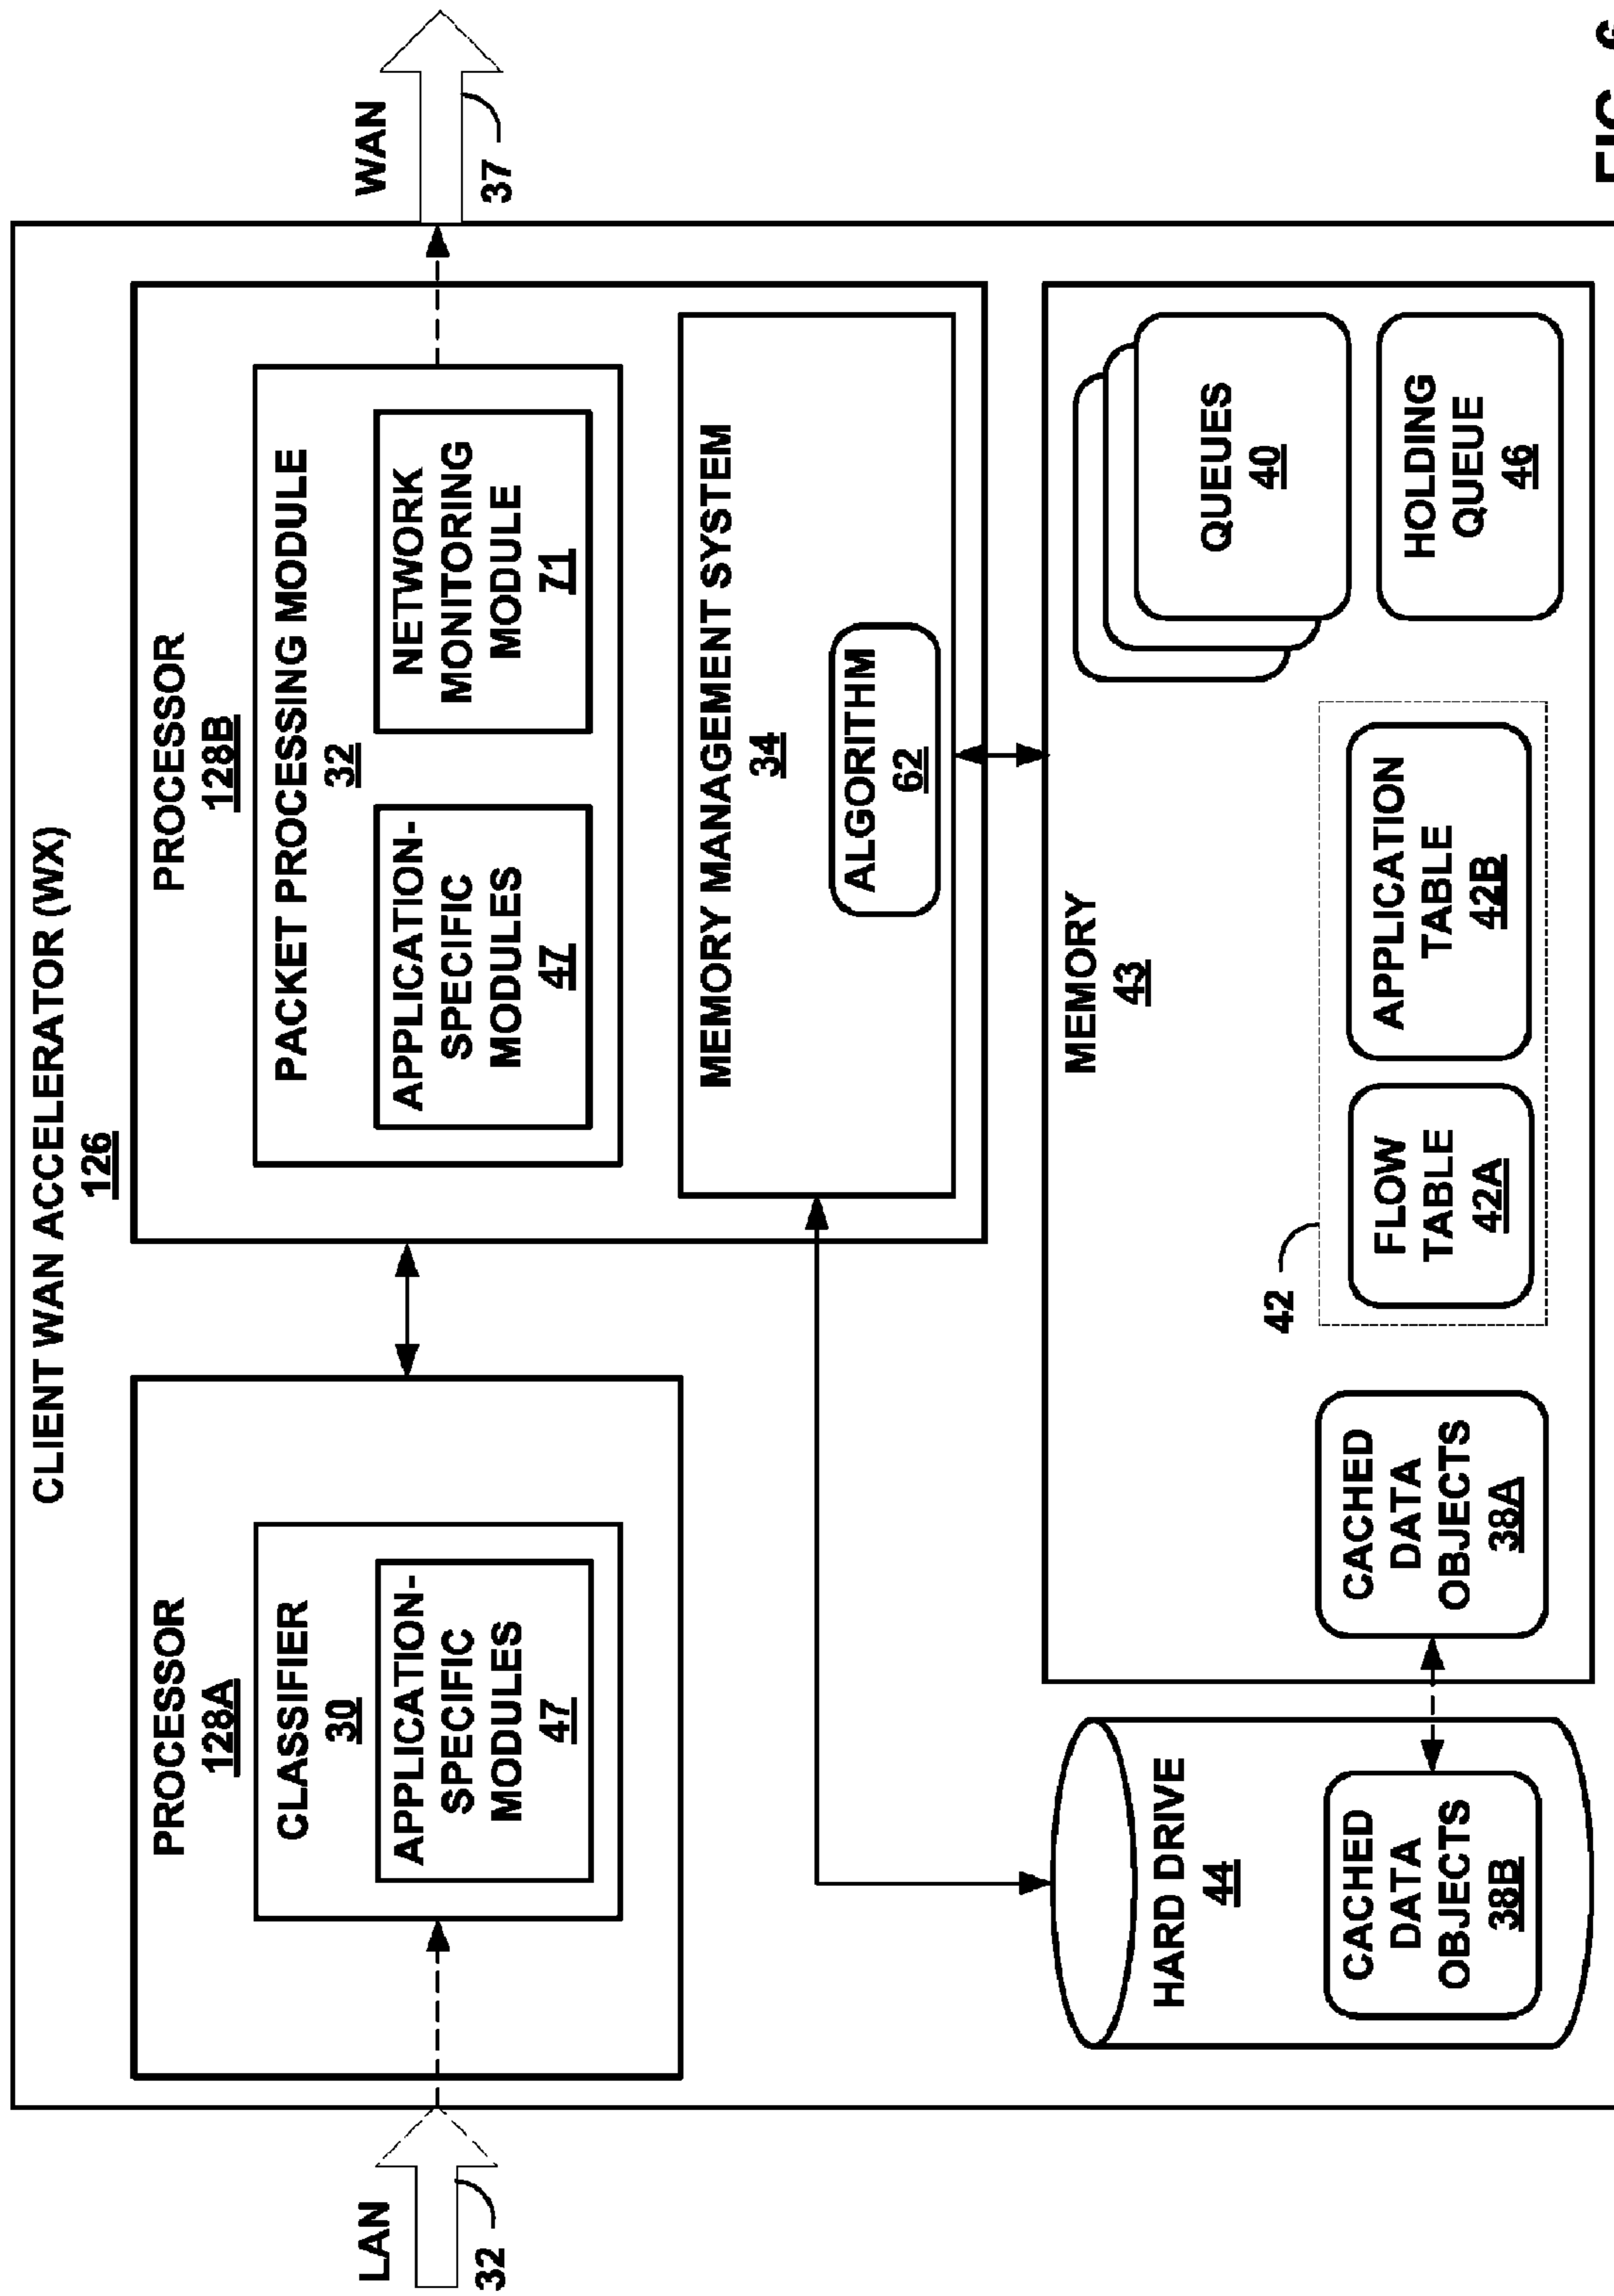 CLIENT WAN ACCELERATOR (WX)
126
LAN
32
WAN
37
PROCESSOR
128A
CLASSIFIER
30
APPLICATION-
SPECIFIC
MODULES
47
PROCESSOR
128B
PACKET PROCESSING MODULE
32
APPLICATION-
SPECIFIC
MODULES
47
NETWORK
MONITORING
MODULE
71
MEMORY MANAGEMENT SYSTEM
34
ALGORITHM
62
HARD DRIVE
44
CACHED
DATA
OBJECTS
38B
MEMORY
43
CACHED
DATA
OBJECTS
38A
42
FLOW
TABLE
42A
APPLICATION
TABLE
42B
QUEUES
40
HOLDING
QUEUE
46
FIG.